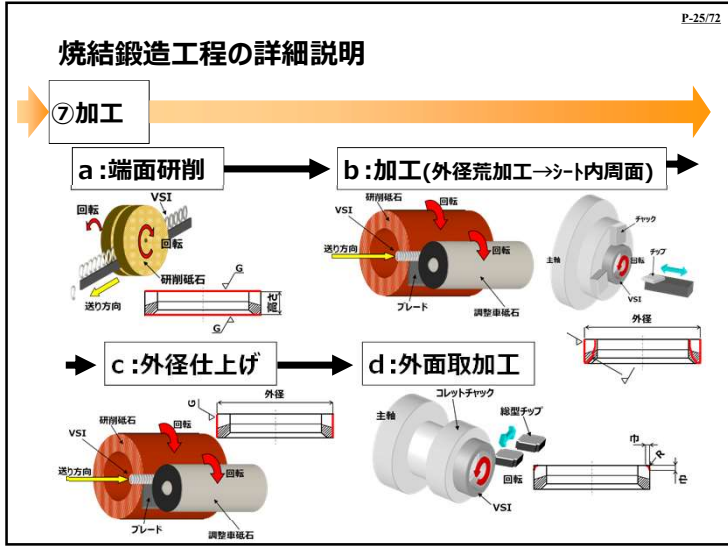 P-25/72
焼結鍛造工程の詳細説明
⑦加工
a:端面研削
b:加工(外径荒加工→シート内周面)
VSI
回転
回転
研削砥石
送り方向
G
G
高さ
研削砥石
VSI
回転
送り方向
回転
ブレード
調整車砥石
チャック
主軸
チップ
回転
VSI
外径
c:外径仕上げ
d:外面取加工
研削砥石
VSI
回転
送り方向
回転
ブレード
調整車砥石
G
外径
コレットチャック
主軸
総型チップ
回転
VSI
巾
R
巾